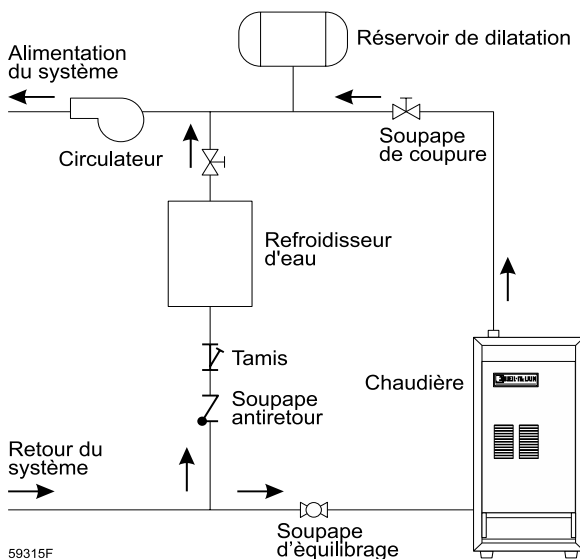 Réservoir de dilatation
Alimentation
du système
Circulateur
Soupape
de coupure
Refroidisseur
d'eau
Tamis
Chaudière
Soupape
antiretour
Retour du
système
Soupape
d'èquilibrage
59315F